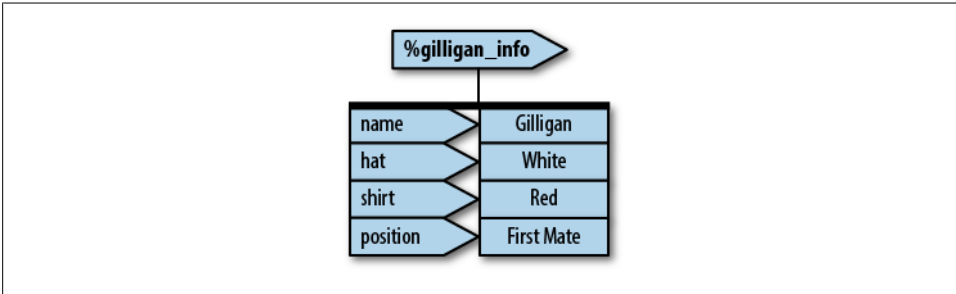 %gilligan_info
name Gilligan
hat White
shirt Red
position First Mate